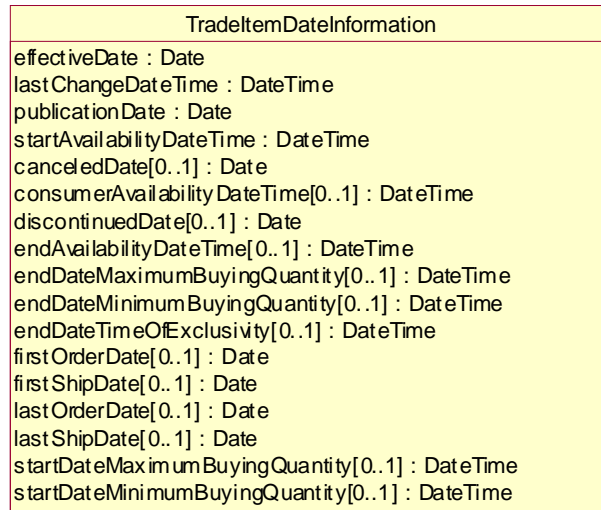 TradeItemDateInformation
effectiveDate : Date
lastChangeDateTime : DateTime
publicationDate : Date
startAvailabilityDateTime : DateTime
canceledDate[0..1] : Date
consumerAvailabilityDateTime[0..1] : DateTime
discontinuedDate[0..1] : Date
endAvailabilityDateTime[0..1] : DateTime
endDateMaximumBuyingQuantity[0..1] : DateTime
endDateMinimumBuyingQuantity[0..1] : DateTime
endDateTimeOfExclusivity[0..1] : DateTime
firstOrderDate[0..1] : Date
firstShipDate[0..1] : Date
lastOrderDate[0..1] : Date
lastShipDate[0..1] : Date
startDateMaximumBuyingQuantity[0..1] : DateTime
startDateMinimumBuyingQuantity[0..1] : DateTime